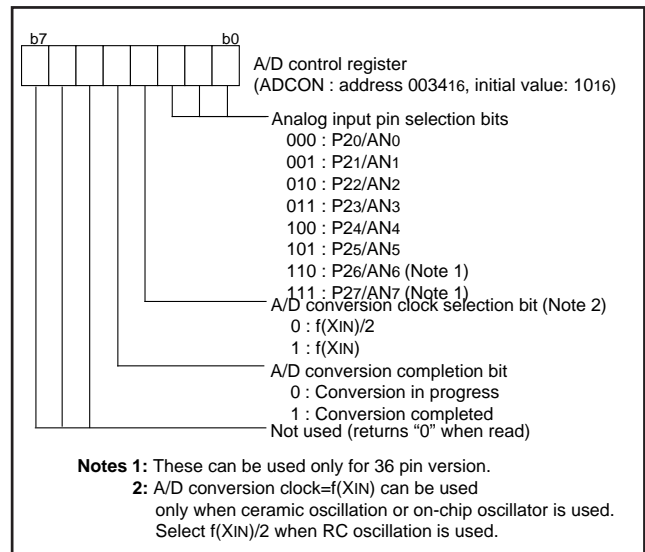 b7 b0
A/D control register
(ADCON : address 003416, initial value: 1016)
Analog input pin selection bits
000 : P20/AN0
001 : P21/AN1
010 : P22/AN2
011 : P23/AN3
100 : P24/AN4
101 : P25/AN5
110 : P26/AN6 (Note 1)
111 : P27/AN7 (Note 1)
A/D conversion clock selection bit (Note 2)
0 : f(XIN)/2
1 : f(XIN)
A/D conversion completion bit
0 : Conversion in progress
1 : Conversion completed
Not used (returns “0” when read)
Notes 1: These can be used only for 36 pin version.
2: A/D conversion clock=f(XIN) can be used
only when ceramic oscillation or on-chip oscillator is used.
Select f(XIN)/2 when RC oscillation is used.